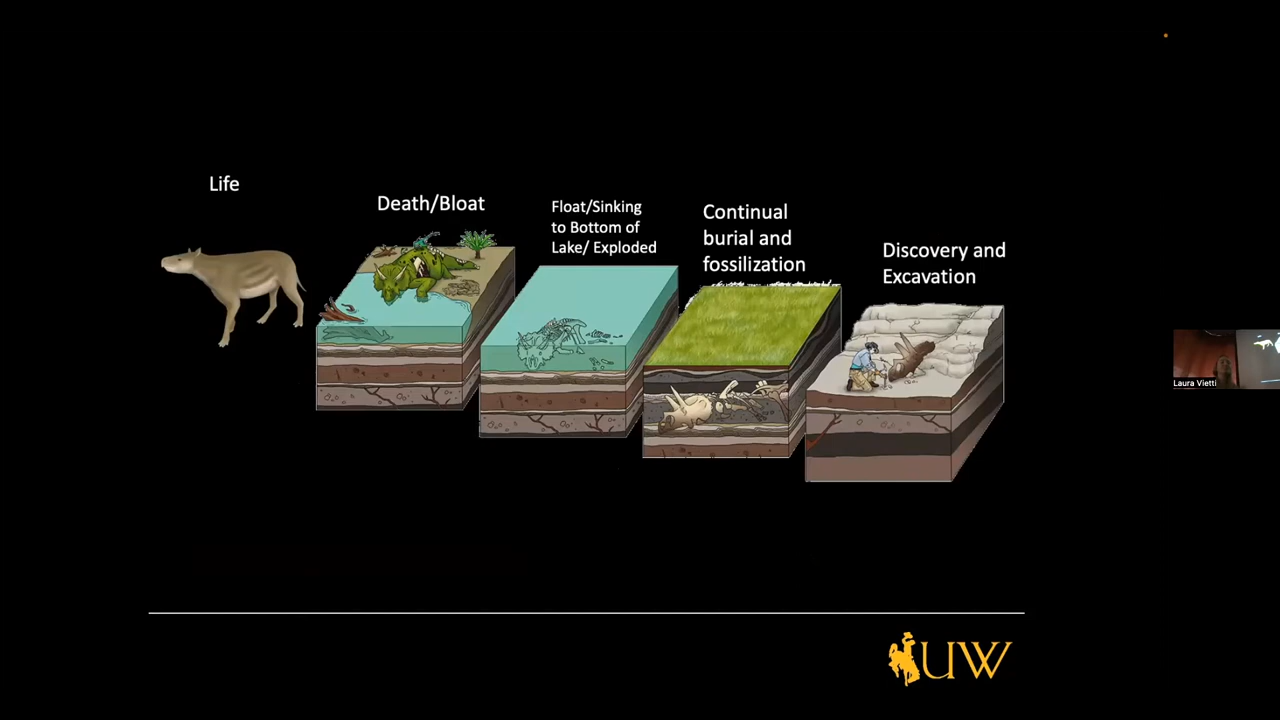 Life
Death/Bloat
Float/Sinking
to Bottom of
Lake/ Exploded
Continual
burial and
fossilization
Discovery and
Excavation
Laura Vietti
UW